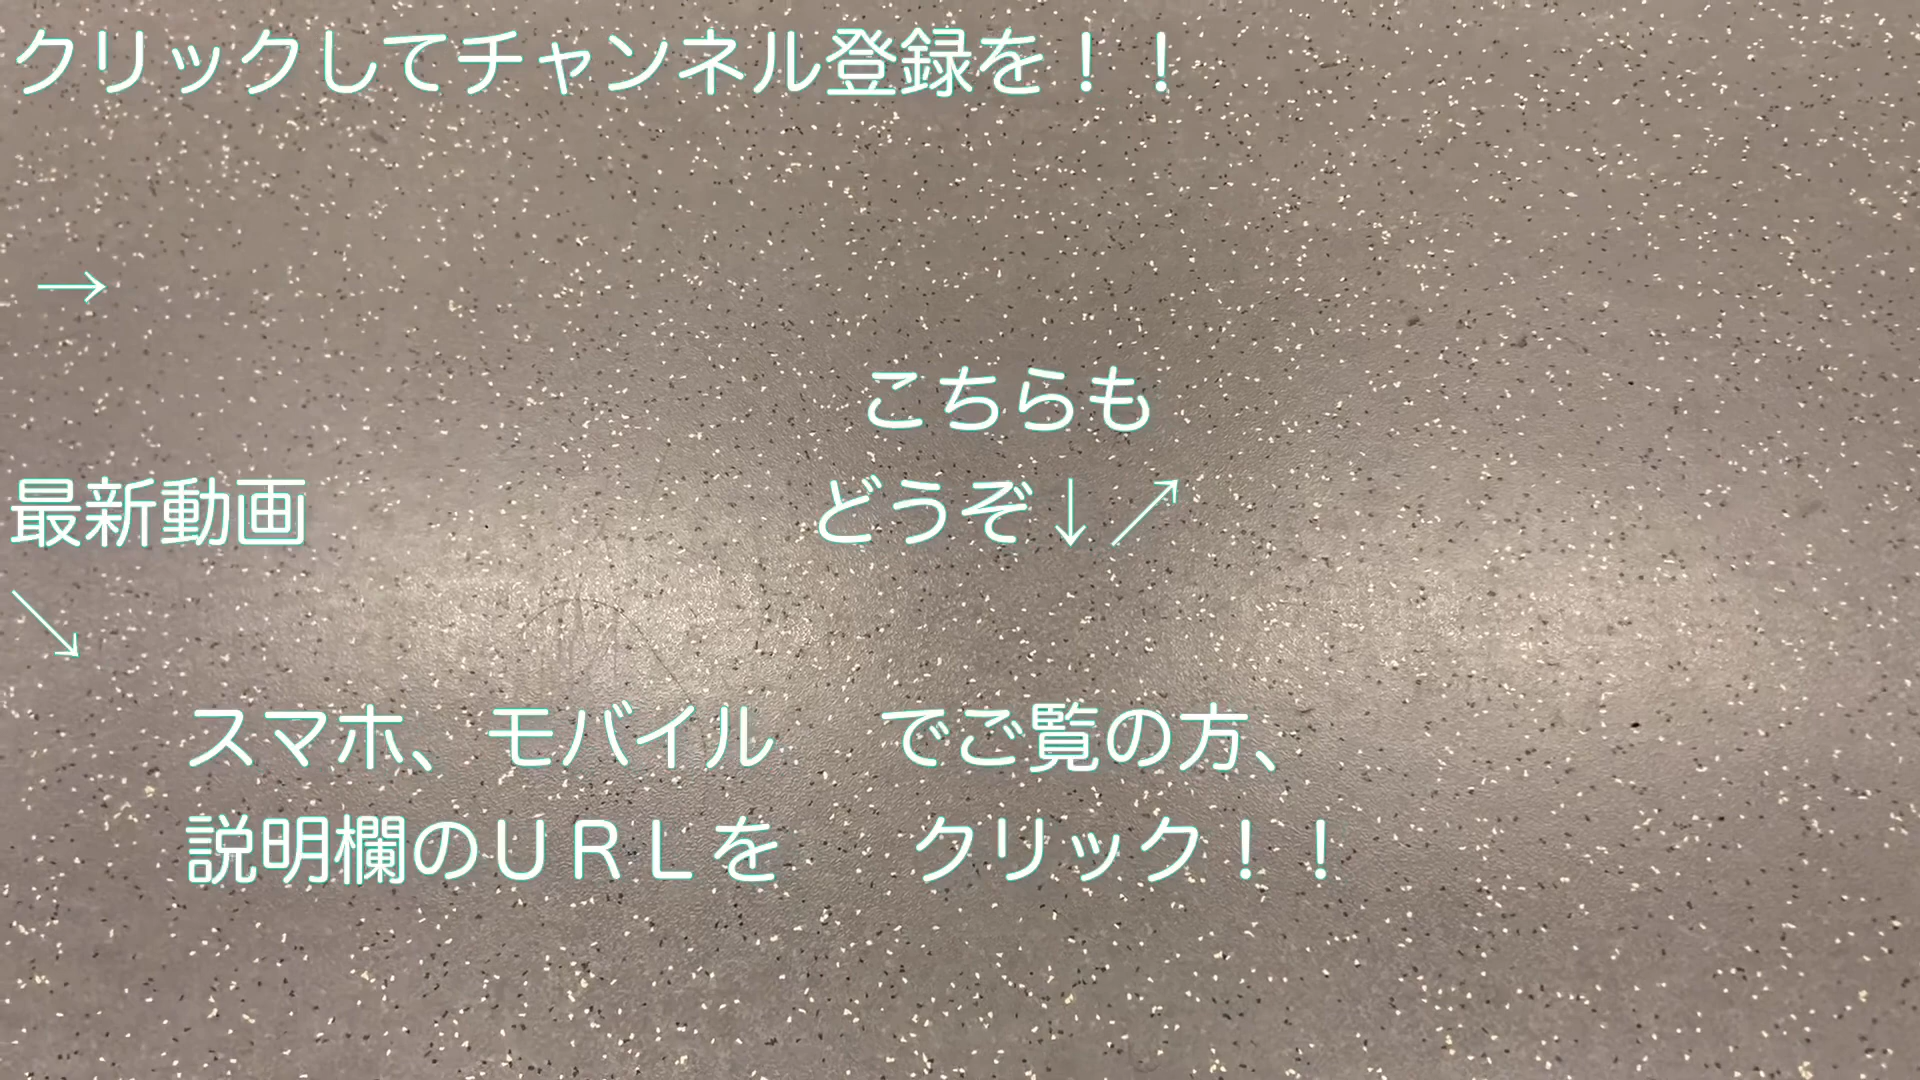 クリックしてチャンネル登録を！！
→
こちらも
どうぞ↓↗
最新動画
↘
スマホ、モバイル　でご覧の方、
説明欄のＵＲＬを　クリック！！